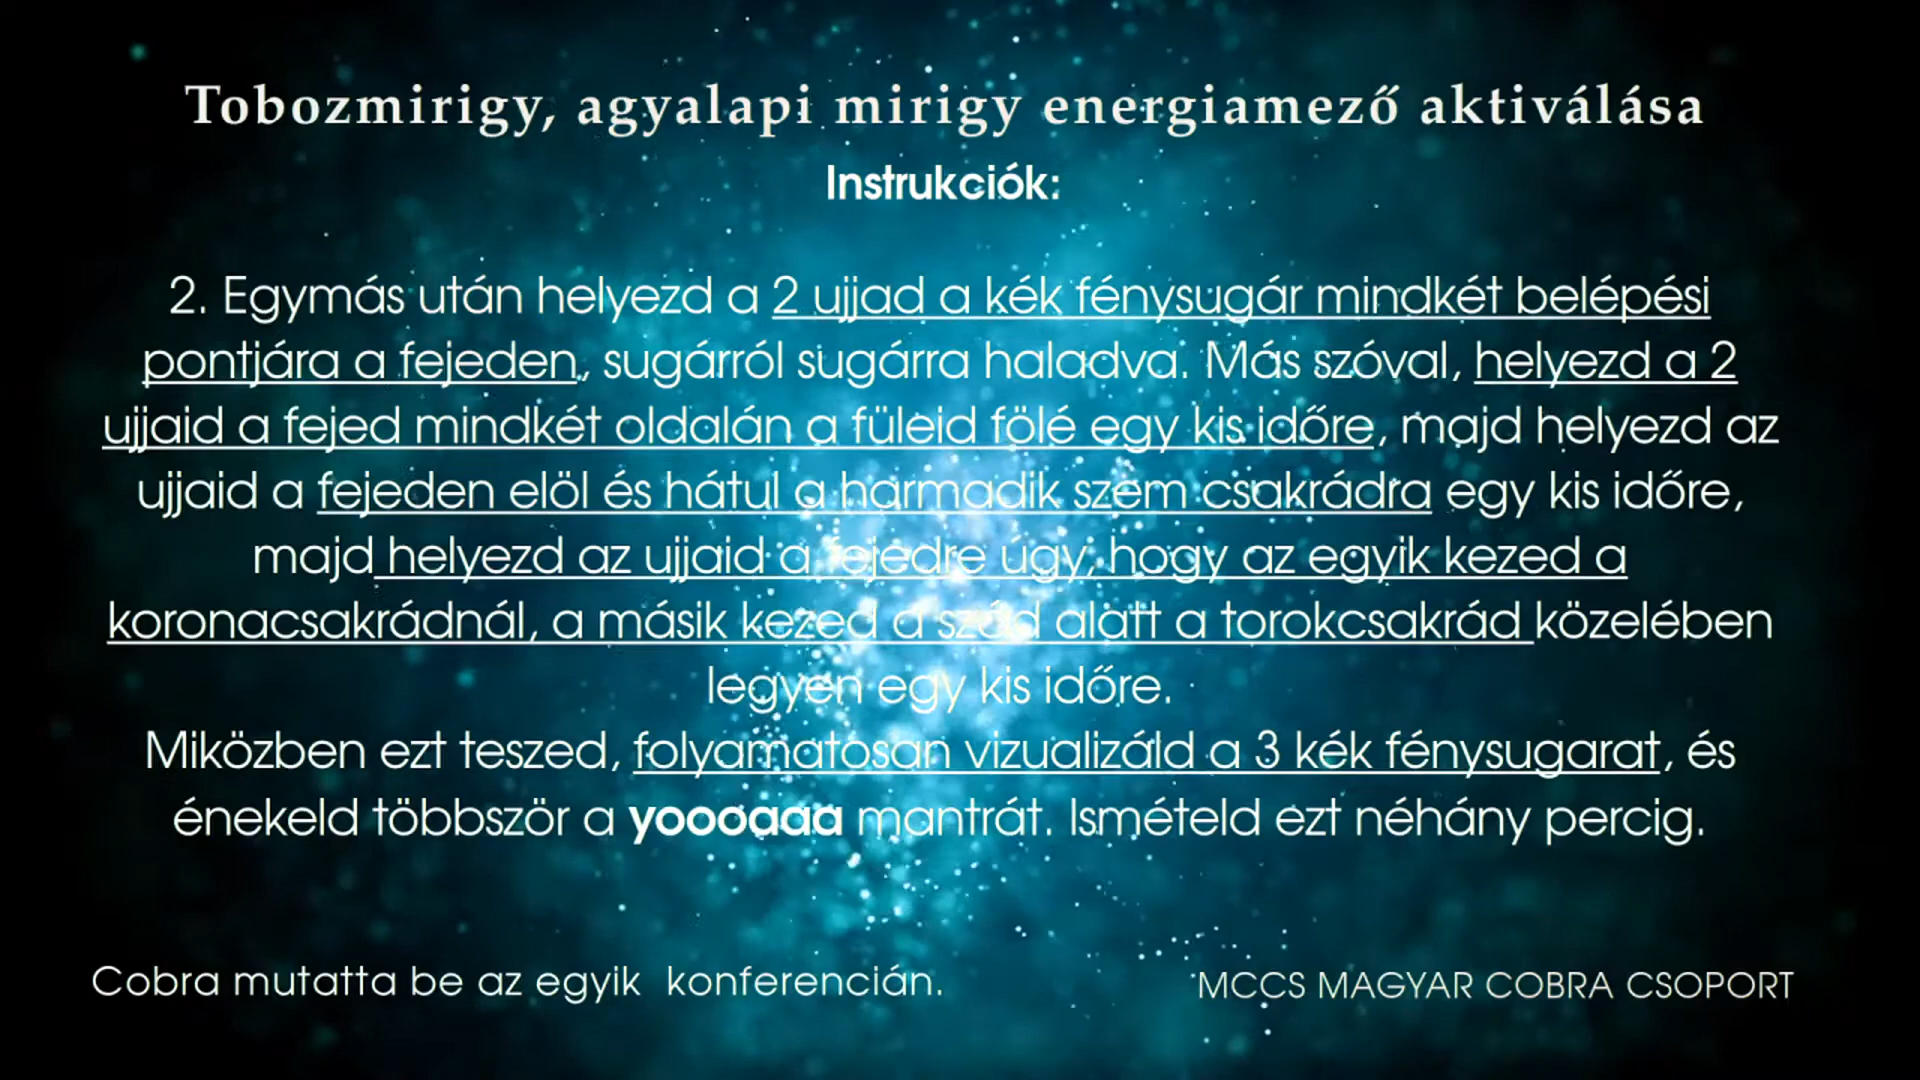 Tobozmirigy, agyalapi mirigy energiamező aktiválása
Instrukciók:
2. Egymás után helyezd a 2 ujjad a kék fénysugár mindkét belépési
pontjára a fejeden, sugárról sugárra haladva. Más szóval, helyezd a 2
ujjaid a fejed mindkét oldalán a füleid fölé egy kis időre, majd helyezd az
ujjaid a fejeden elöl és hátul a harmadik szem csakrádra egy kis időre,
majd helyezd az ujjaid a fejedre úgy, hogy az egyik kezed a
koronacsakrádnál, a másik kezed a szád alatt a torokcsakrád közelében
legyen egy kis időre.
Miközben ezt teszed, folyamatosan vizualizáld a 3 kék fénysugarat, és
énekeld többször a yoooaaa mantrát. Ismételd ezt néhány percig.
Cobra mutatta be az egyik konferencián.
MCCS MAGYAR COBRA CSOPORT